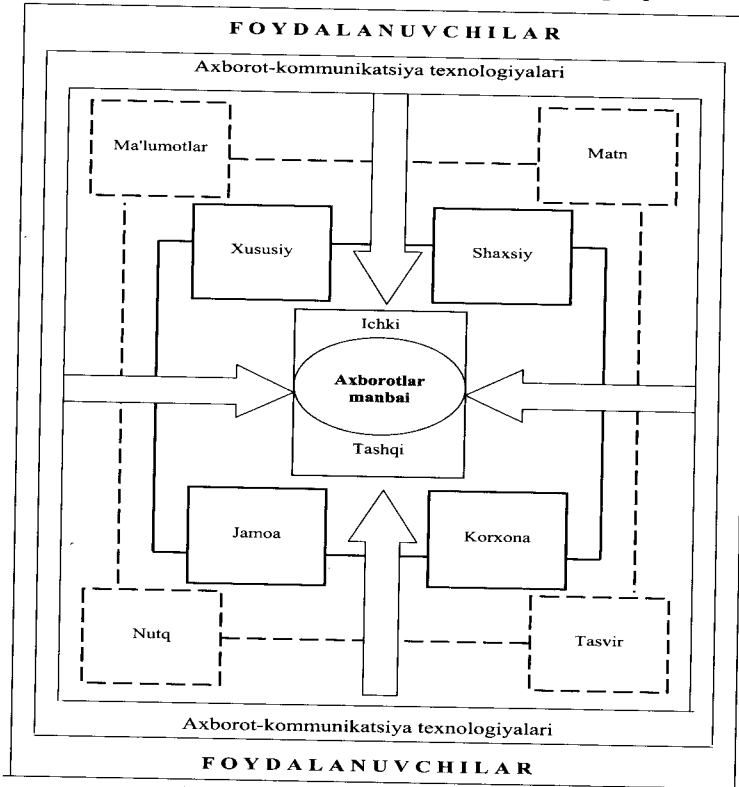 FOYDALANUVCHILAR
Axborot-kommunikatsiya texnologiyalari
Ma'lumotlar
Matn
Xususiy
Shaxsiy
Ichki
Axborotlar
manbai
Tashqi
Jamoa
Korxona
Nutq
Tasvir
Axborot-kommunikatsiya texnologiyalari
FOYDALANUVCHILAR